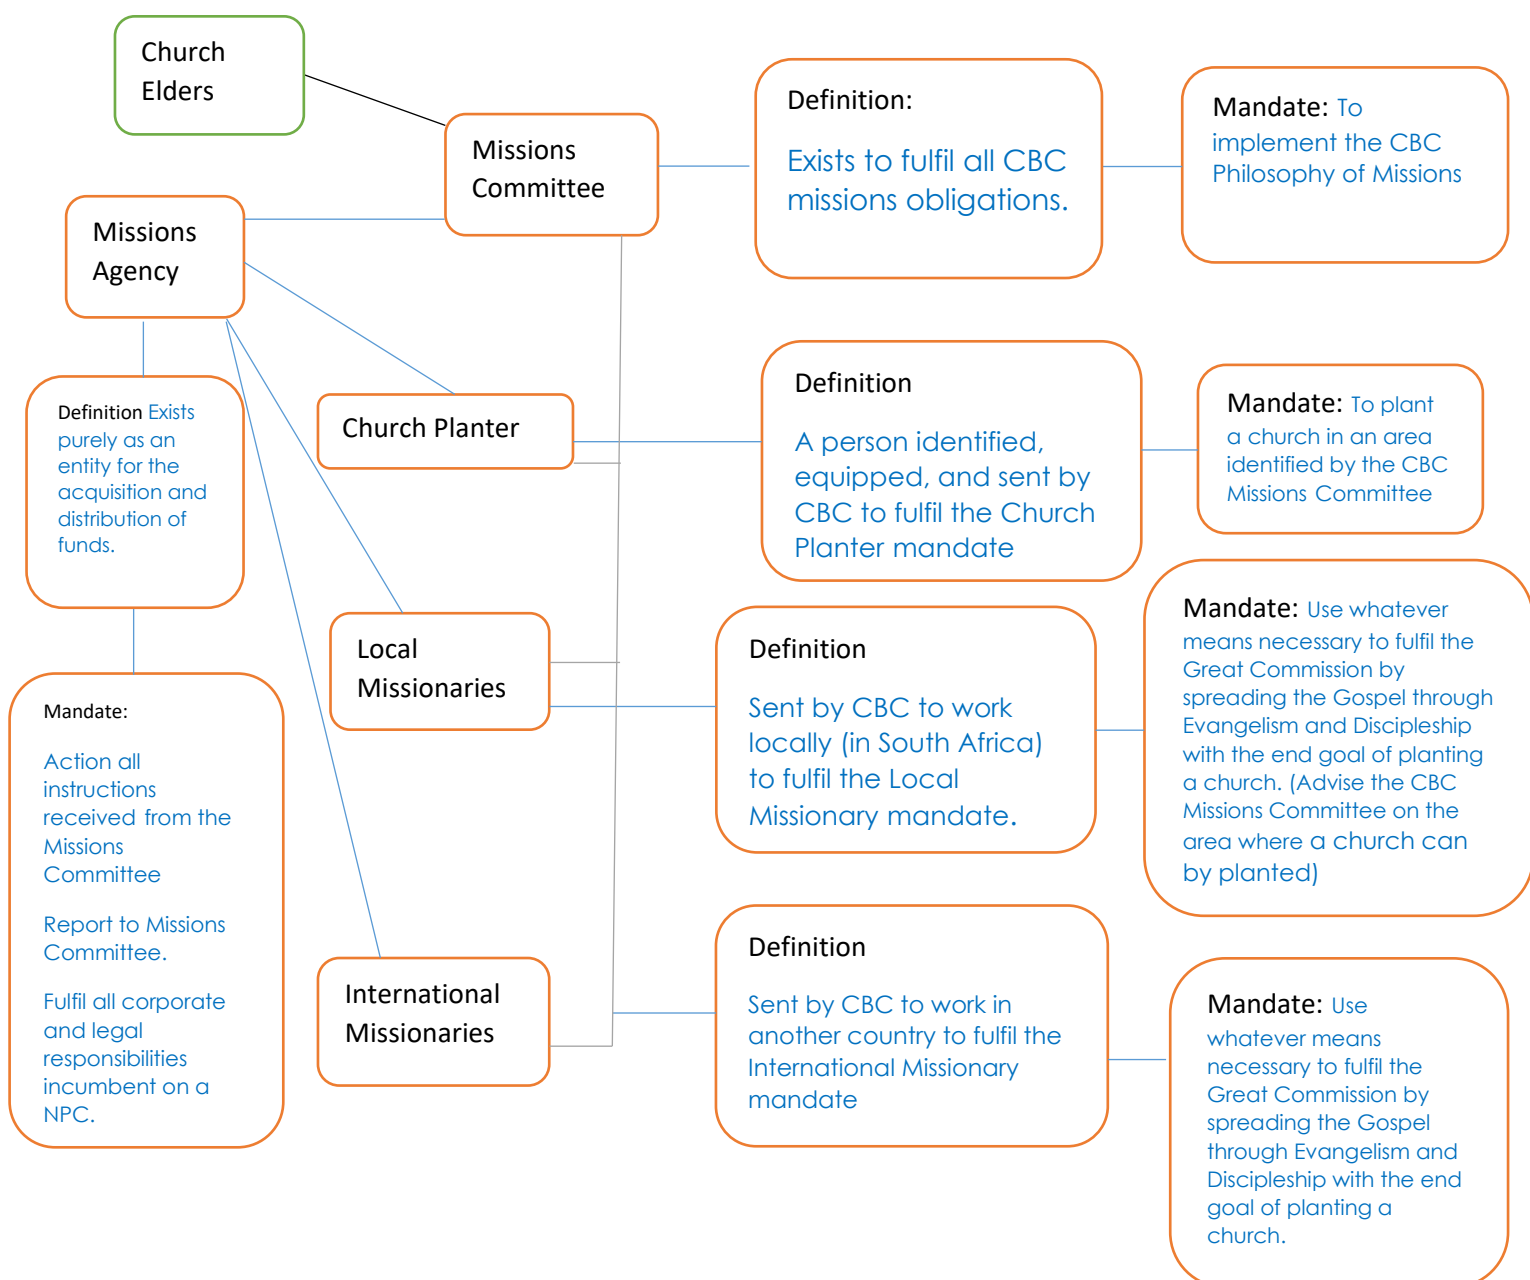 Church
Elders
Missions
Committee
Definition:
Exists to fulfil all CBC
missions obligations.
Mandate: To
implement the CBC
Philosophy of Missions
Missions
Agency
Definition Exists
purely as an
entity for the
acquisition and
distribution of
funds.
Mandate:
Action all
instructions
received from the
Missions
Committee
Report to Missions
Committee.
Fulfil all corporate
and legal
responsibilities
incumbent on a
NPC.
Church Planter
Definition
A person identified,
equipped, and sent by
CBC to fulfil the Church
Planter mandate
Mandate: To plant
a church in an area
identified by the CBC
Missions Committee
Local
Missionaries
Definition
Sent by CBC to work
locally (in South Africa)
to fulfil the Local
Missionary mandate.
Mandate: Use whatever
means necessary to fulfil the
Great Commission by
spreading the Gospel through
Evangelism and Discipleship
with the end goal of planting
a church. (Advise the CBC
Missions Committee on the
area where a church can
by planted)
International
Missionaries
Definition
Sent by CBC to work in
another country to fulfil the
International Missionary
mandate
Mandate: Use
whatever means
necessary to fulfil the
Great Commission by
spreading the Gospel
through Evangelism and
Discipleship with the end
goal of planting a
church.